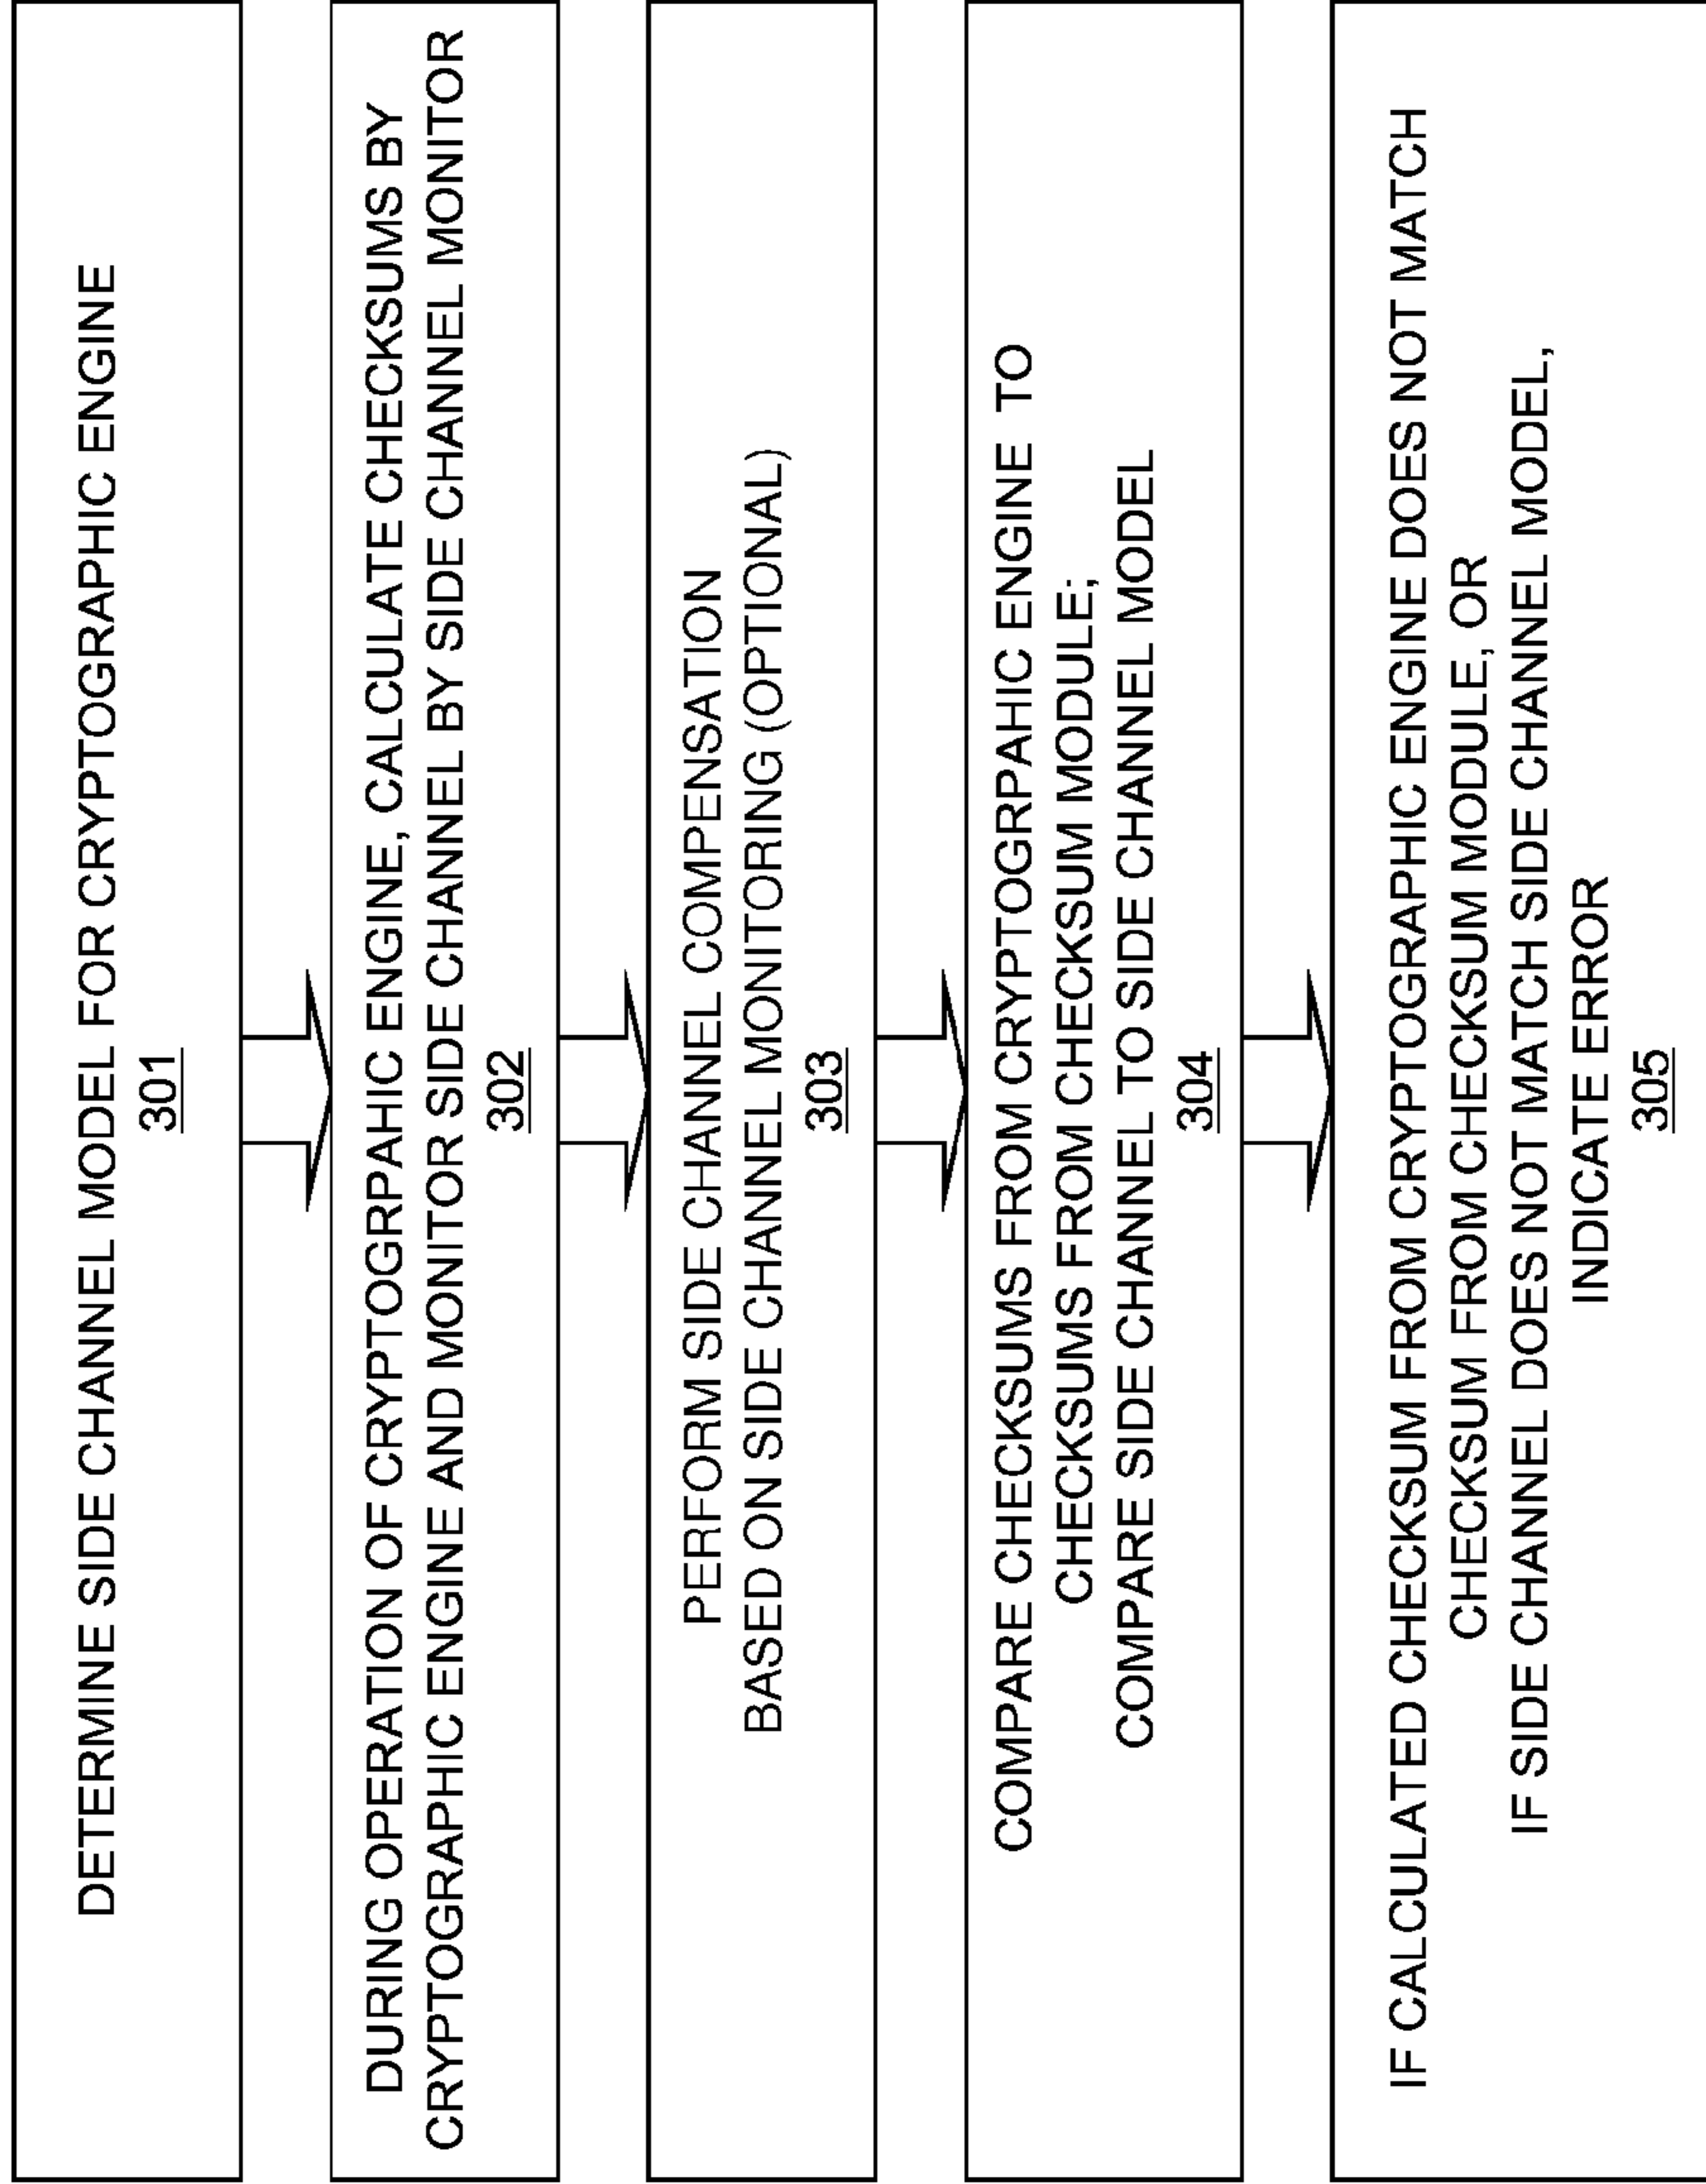 DETERMINE SIDE CHANNEL MODEL FOR CRYPTOGRAPHIC ENGINE
301
DURING OPERATION OF CRYPTOGRPAHIC ENGINE, CALCULATE CHECKSUMS BY
CRYPTOGRAPHIC ENGINE AND MONITOR SIDE CHANNEL BY SIDE CHANNEL MONITOR
302
PERFORM SIDE CHANNEL COMPENSATION
BASED ON SIDE CHANNEL MONITORING (OPTIONAL)
303
COMPARE CHECKSUMS FROM CRYPTOGRPAHIC ENGINE TO
CHECKSUMS FROM CHECKSUM MODULE;
COMPARE SIDE CHANNEL TO SIDE CHANNEL MODEL
304
IF CALCULATED CHECKSUM FROM CRYPTOGRAPHIC ENGINE DOES NOT MATCH
CHECKSUM FROM CHECKSUM MODULE, OR
IF SIDE CHANNEL DOES NOT MATCH SIDE CHANNEL MODEL,
INDICATE ERROR
305